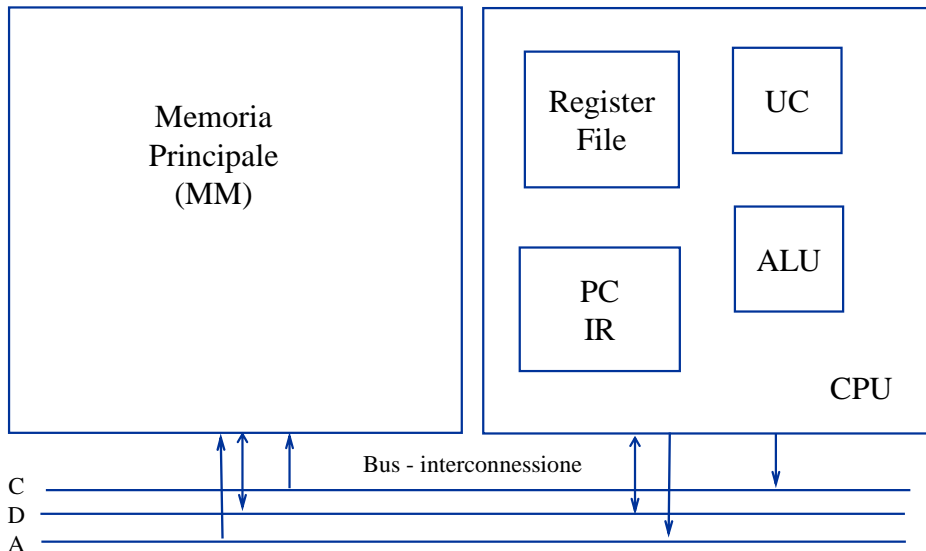 Memoria
Principale
(MM)
Register
File
UC
PC
IR
ALU
CPU
Bus - interconnessione
C
D
A